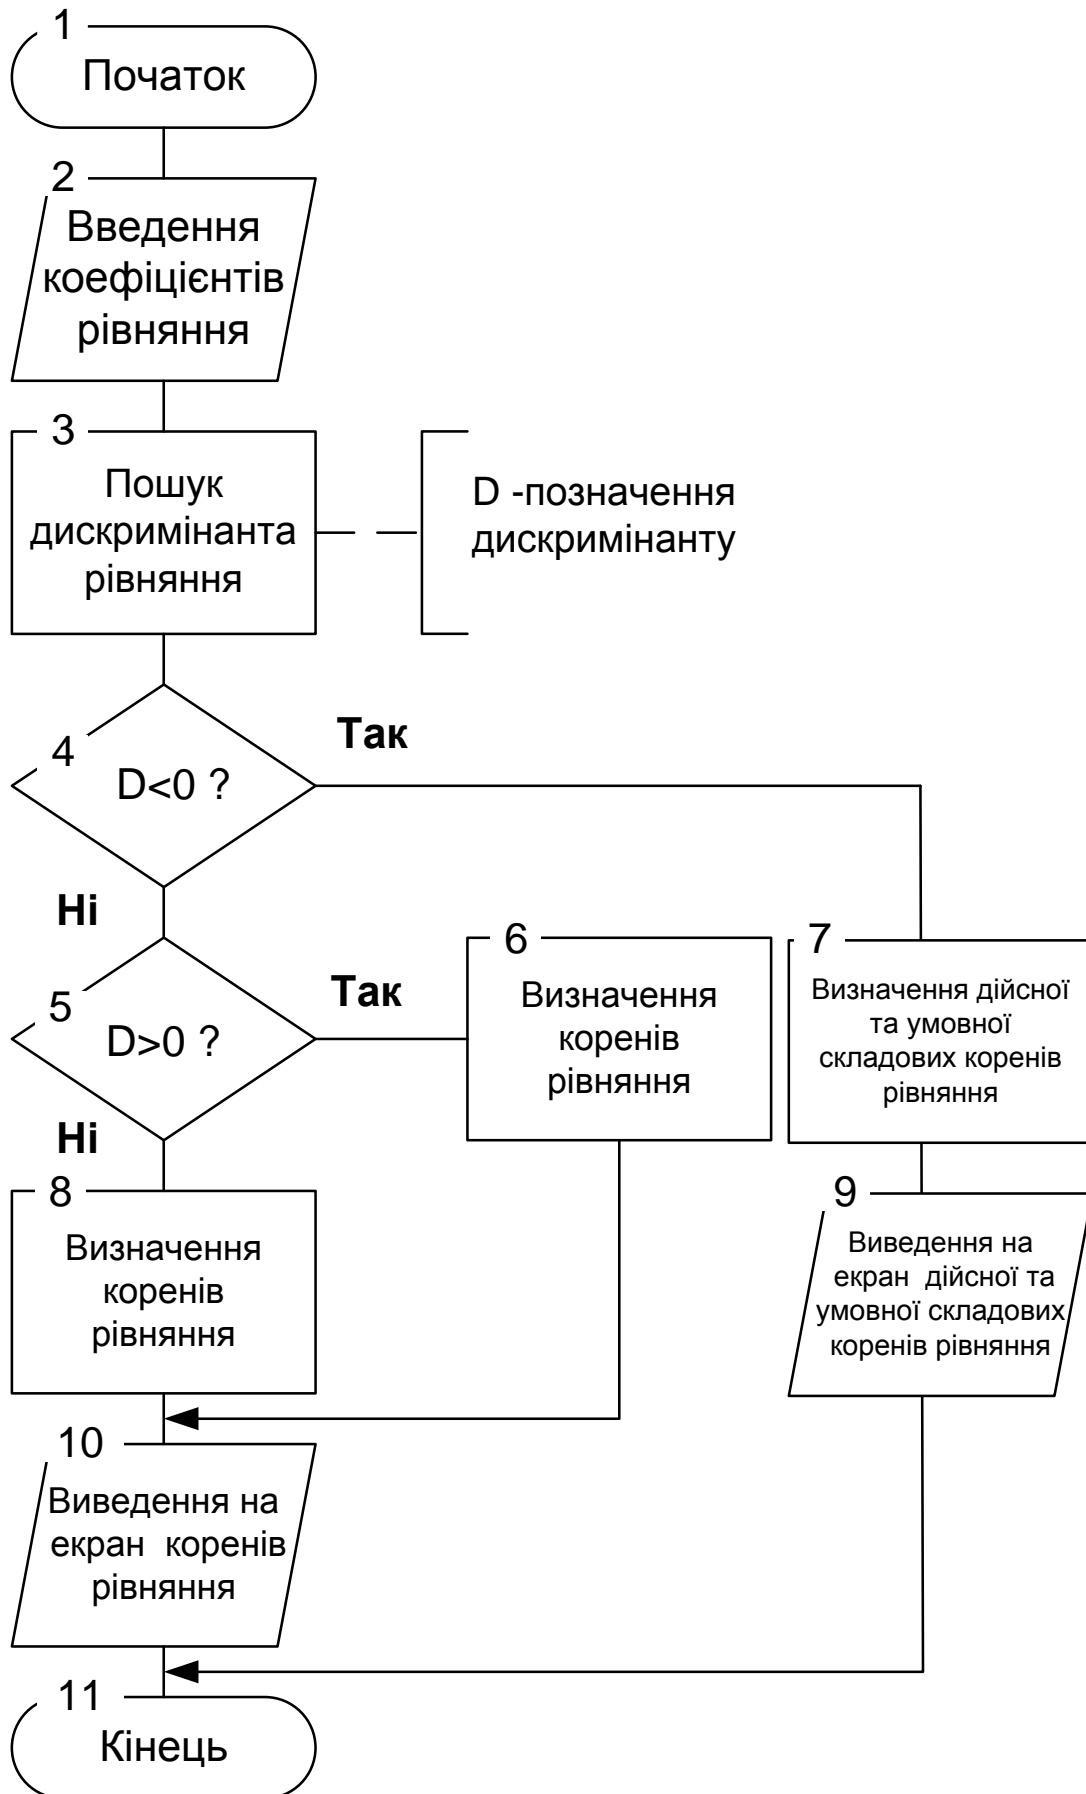 1
Початок
2
Введення
коефіцієнтів
рівняння
3
Пошук
дискримінанта
рівняння
D -позначення
дискримінанту
4
D<0 ?
Так
Ні
5
D>0 ?
Так
Ні
6
Визначення
коренів
рівняння
7
Визначення дійсної
та умовної
складових коренів
рівняння
8
Визначення
коренів
рівняння
9
Виведення на
екран дійсної та
умовної складових
коренів рівняння
10
Виведення на
екран коренів
рівняння
11
Кінець